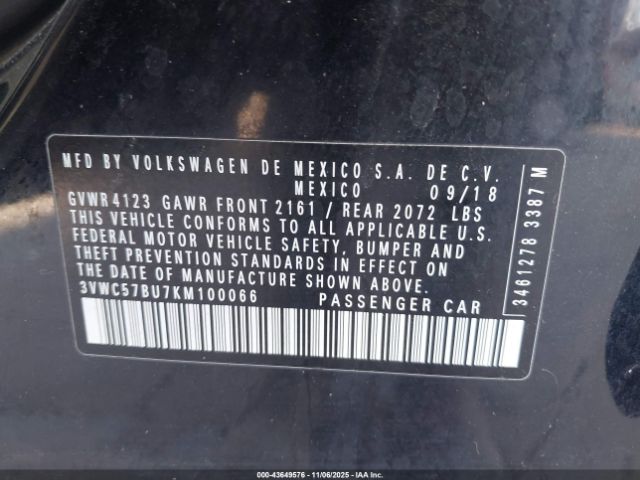 MFD BY VOLKSWAGEN DE MEXICO S.A. DE C.V.
MEXICO 09/18
GVWR 4123 GAWR FRONT 2161 / REAR 2072 LBS
THIS VEHICLE CONFORMS TO ALL APPLICABLE U.S.
FEDERAL MOTOR VEHICLE SAFETY, BUMPER AND
THEFT PREVENTION STANDARDS IN EFFECT ON
THE DATE OF MANUFACTURE SHOWN ABOVE.
3VWC57BU7KM100066 PASSENGER CAR
3461278 3387 M
000-43649576 - 11/06/2025 - IAA Inc.